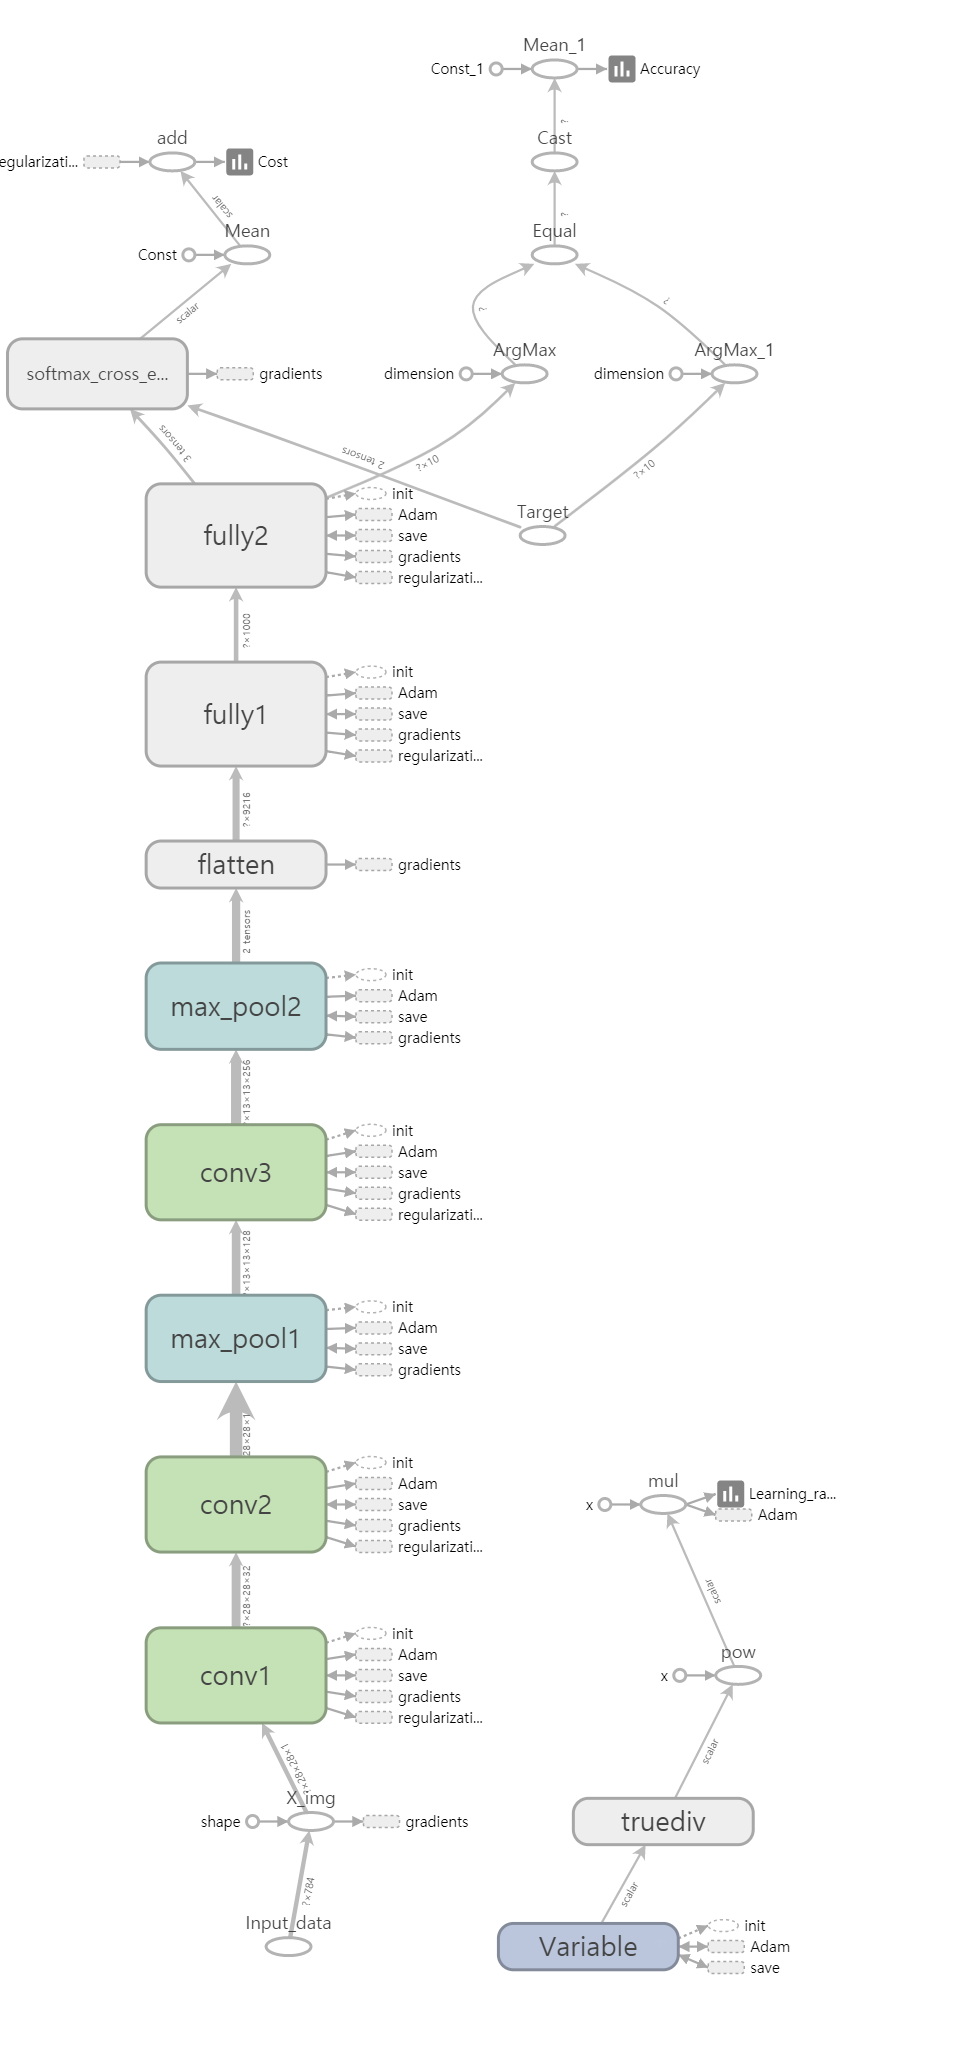 Mean_1
Const_1
Accuracy
?
Cast
add
egularizati...
Cost
?
scalar
Equal
Mean
Const
scalar
?
?
ArgMax
ArgMax_1
softmax_cross_e...
gradients
dimension
dimension
3 tensors
2 tensors
?×10
?×10
fully2
init
Adam
save
gradients
regularizati...
Target
?×1000
fully1
init
Adam
save
gradients
regularizati...
?×9216
flatten
gradients
2 tensors
max_pool2
init
Adam
save
gradients
×13×13×256
conv3
init
Adam
save
gradients
regularizati...
×13×13×128
max_pool1
init
Adam
save
gradients
28×28×1
conv2
init
Adam
save
gradients
regularizati...
mul
x
Learning_ra...
Adam
?×28×28×32
scalar
conv1
init
Adam
save
gradients
regularizati...
pow
x
?×28×28×1
scalar
X_img
shape
gradients
truediv
?×784
scalar
Input_data
Variable
init
Adam
save